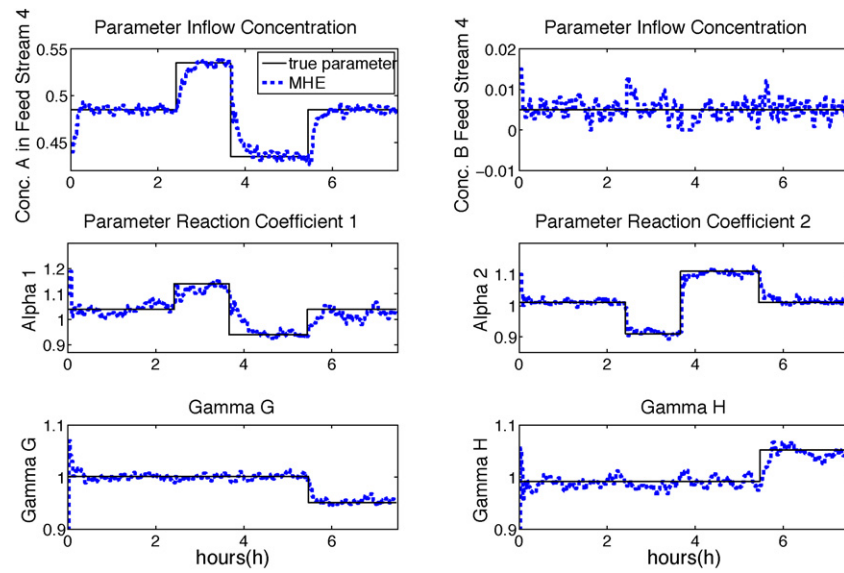 Parameter Inflow Concentration
Conc. A in Feed Stream 4
0.55
0.5
0.45
true parameter
MHE
0
2
4
6
Parameter Inflow Concentration
Conc. B Feed Stream 4
0.02
0.01
0
−0.01
0
2
4
6
Parameter Reaction Coefficient 1
Alpha 1
1.2
1.1
1
0.9
0
2
4
6
Parameter Reaction Coefficient 2
Alpha 2
1.1
1
0.9
0
2
4
6
Gamma G
Gamma G
1.1
1
0.9
0
2
4
6
hours(h)
Gamma H
Gamma H
1.1
1
0.9
0
2
4
6
hours(h)